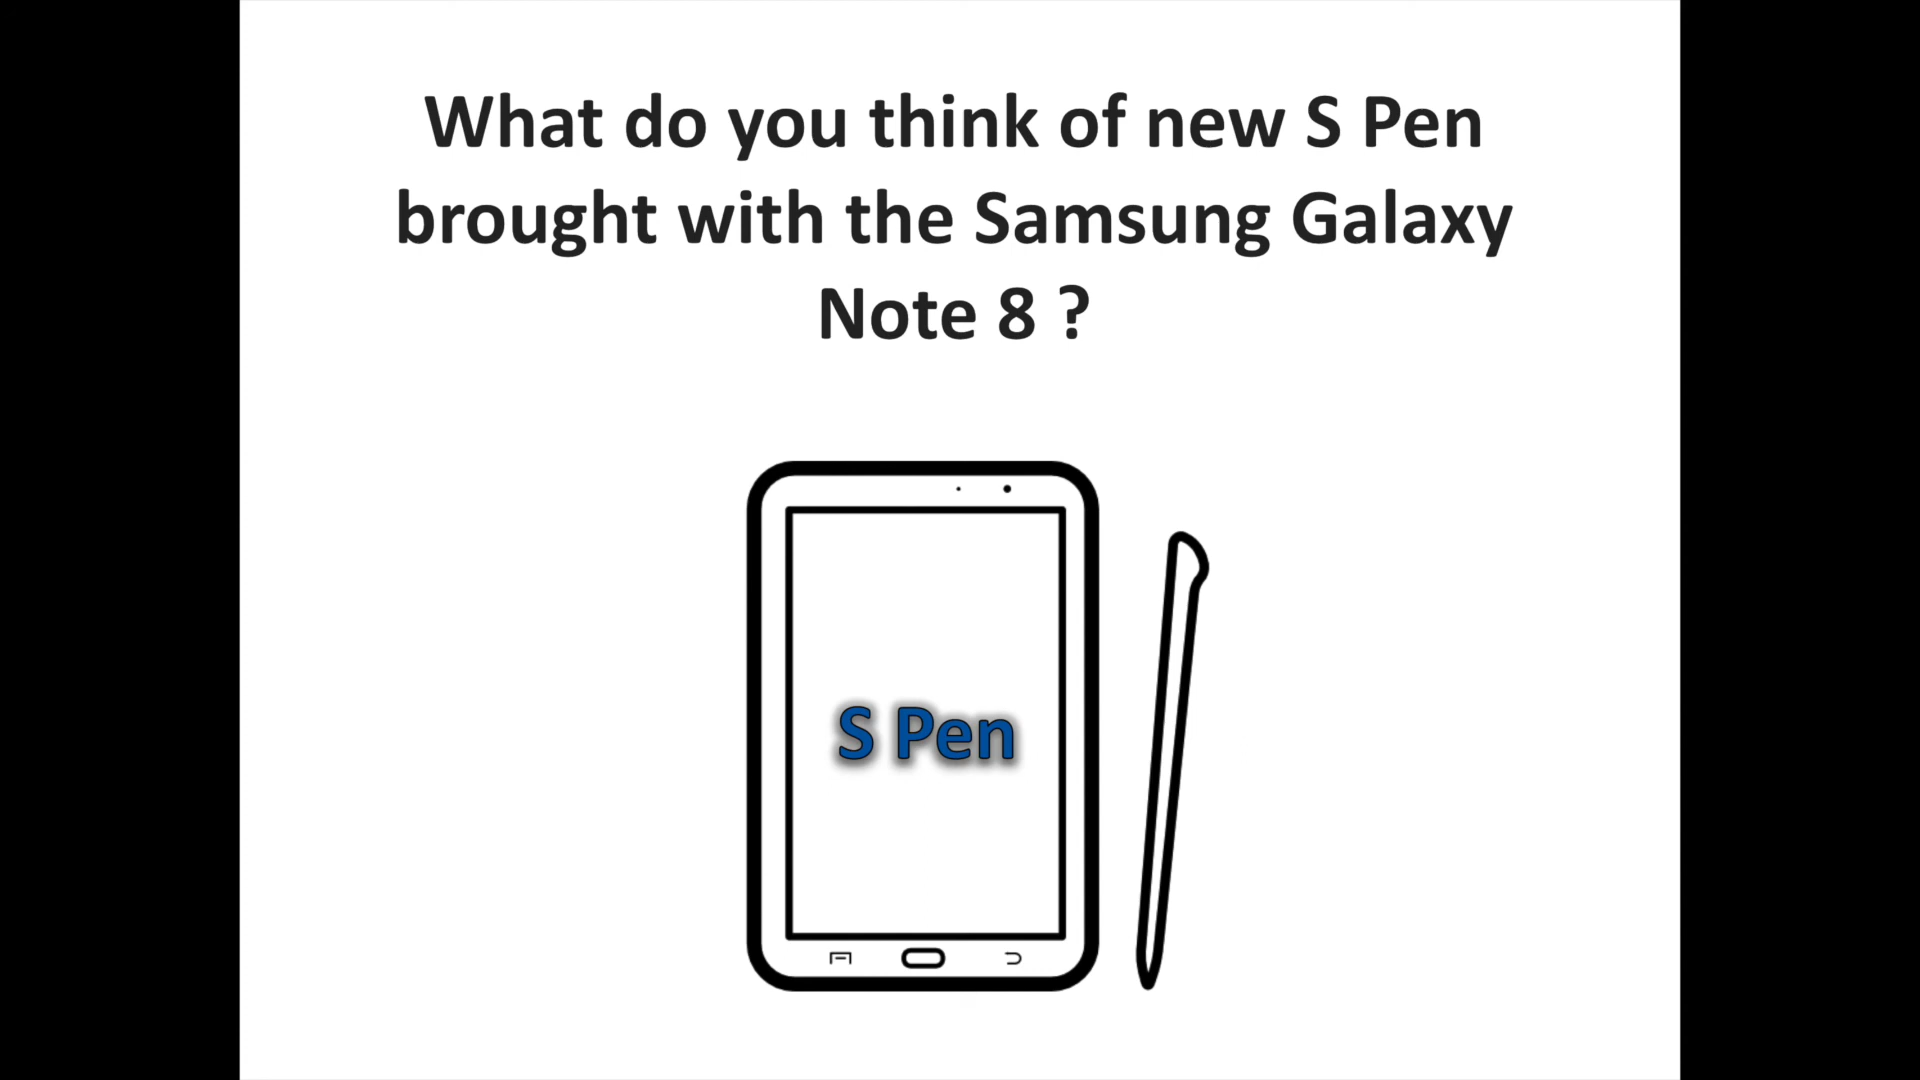 What do you think of new S Pen
brought with the Samsung Galaxy
Note 8 ?
S Pen